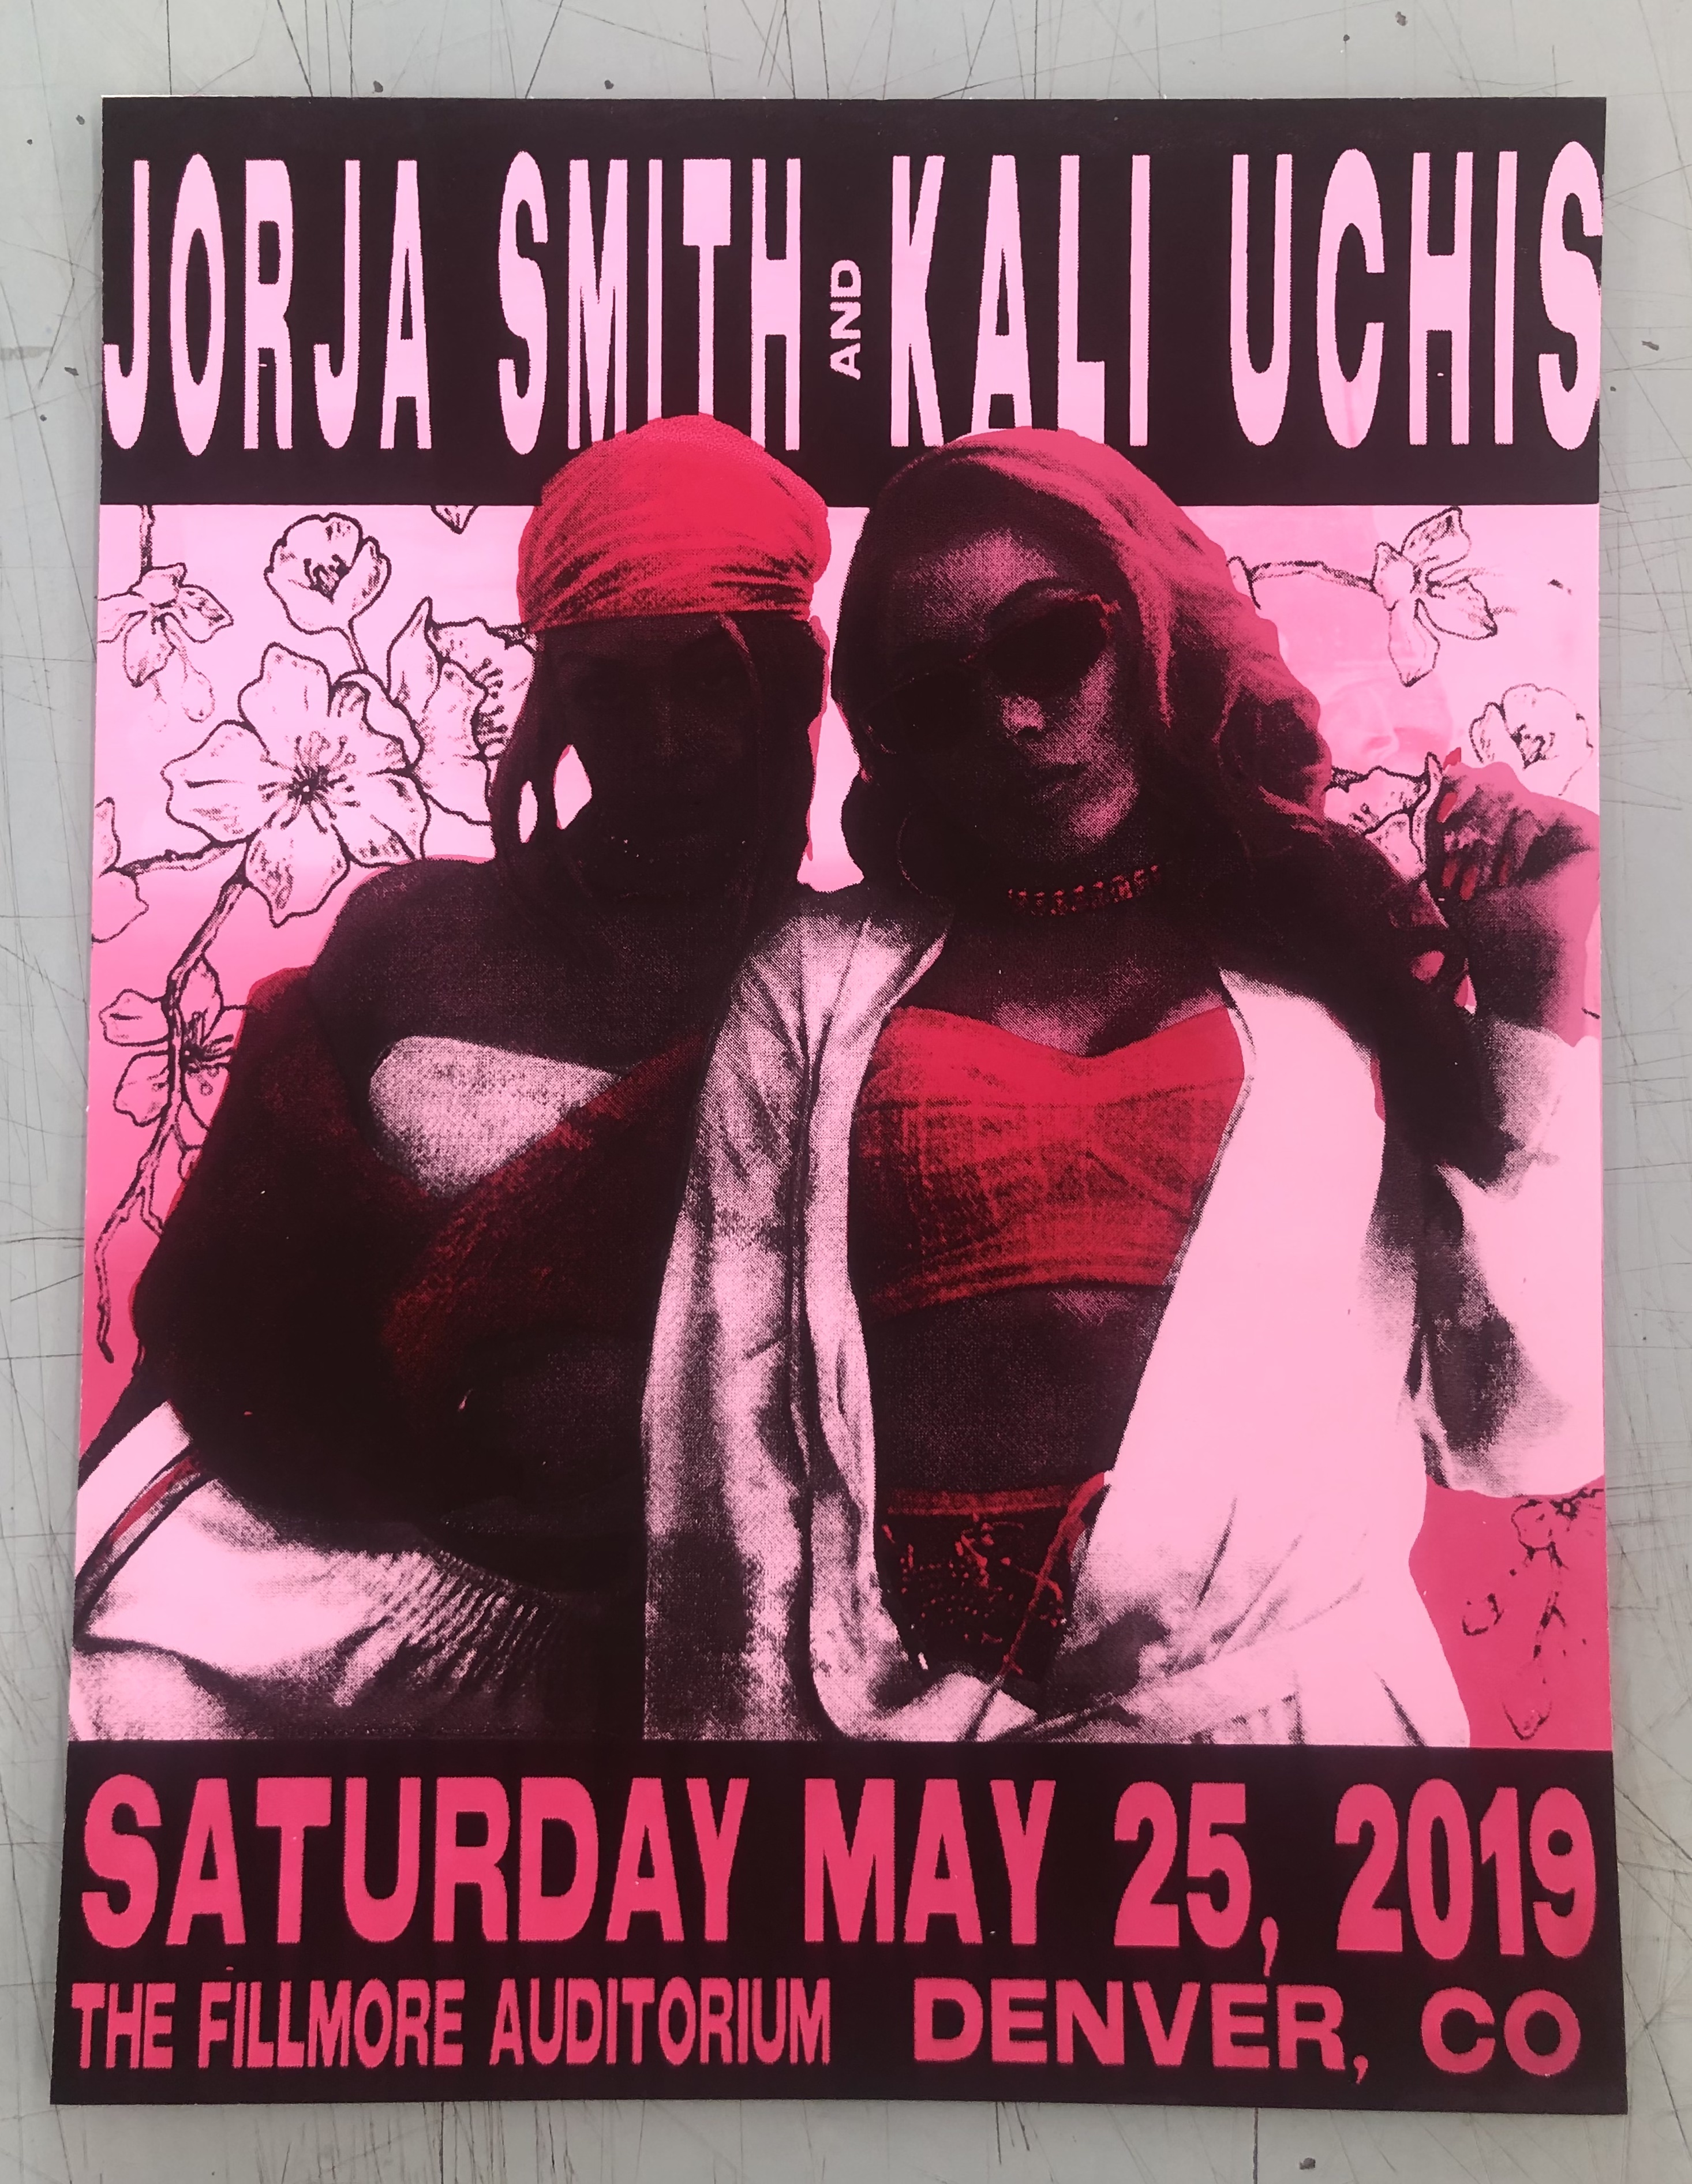 JORJA SMITH AND KALI UCHIS
SATURDAY MAY 25, 2019
THE FILLMORE AUDITORIUM DENVER, CO